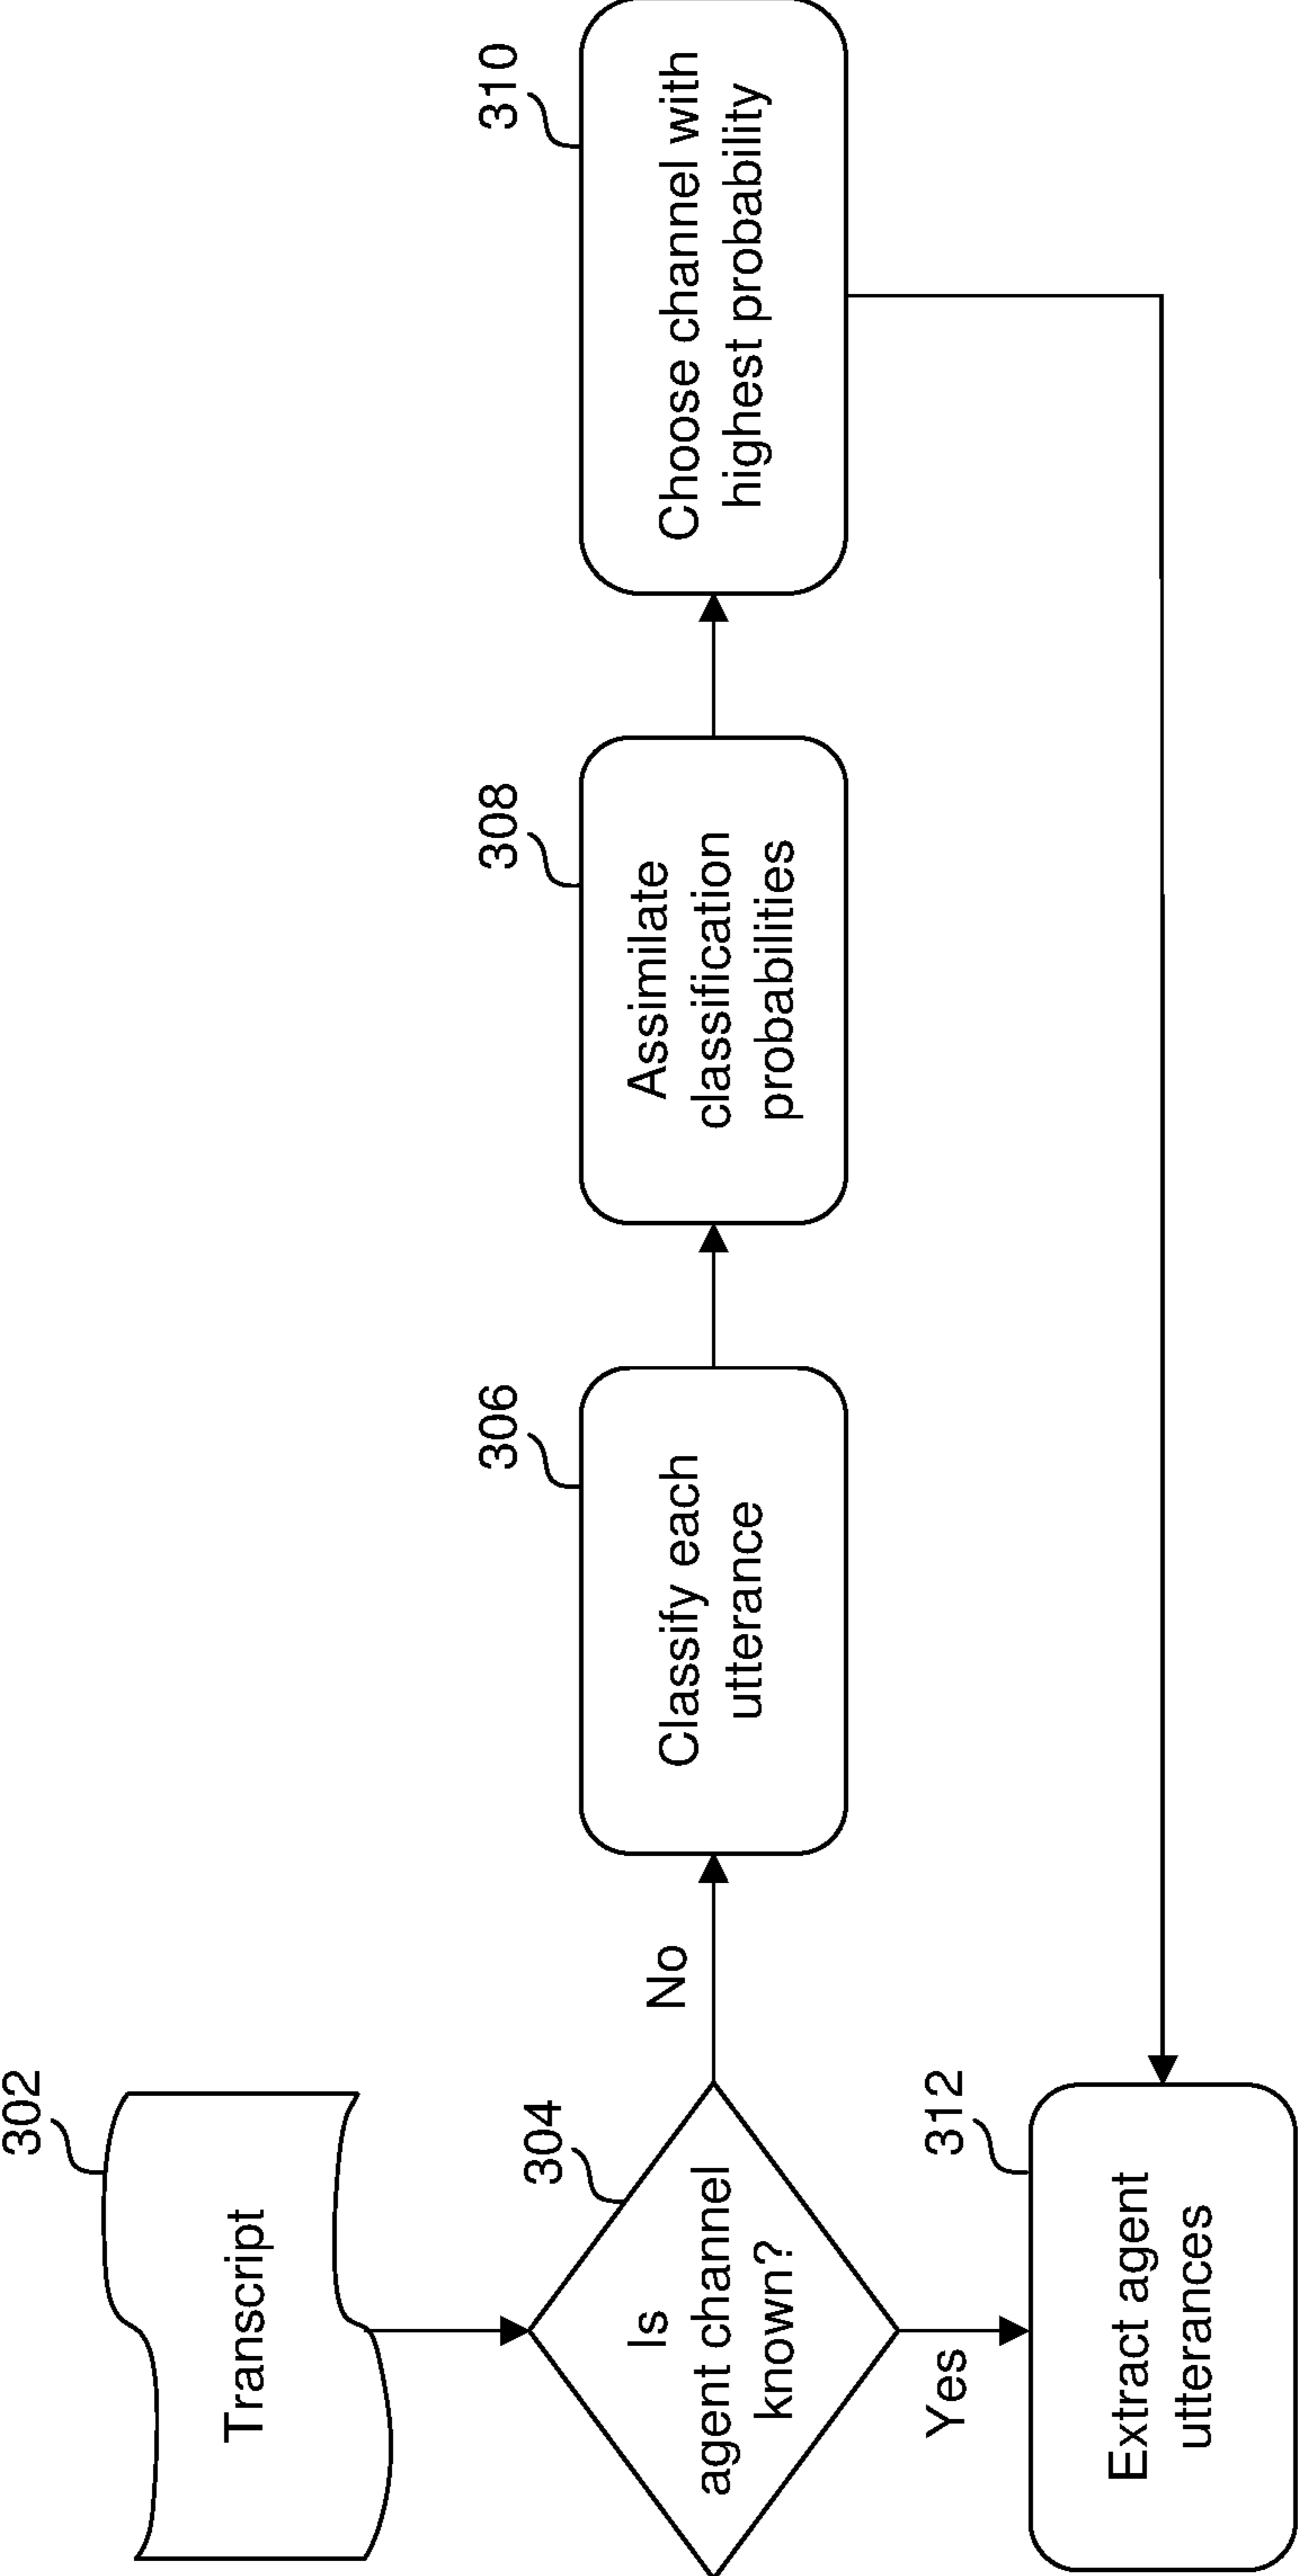 302
Transcript
304
Is
agent channel
known?
No
306
Classify each
utterance
308
Assimilate
classification
probabilities
310
Choose channel with
highest probability
Yes
312
Extract agent
utterances